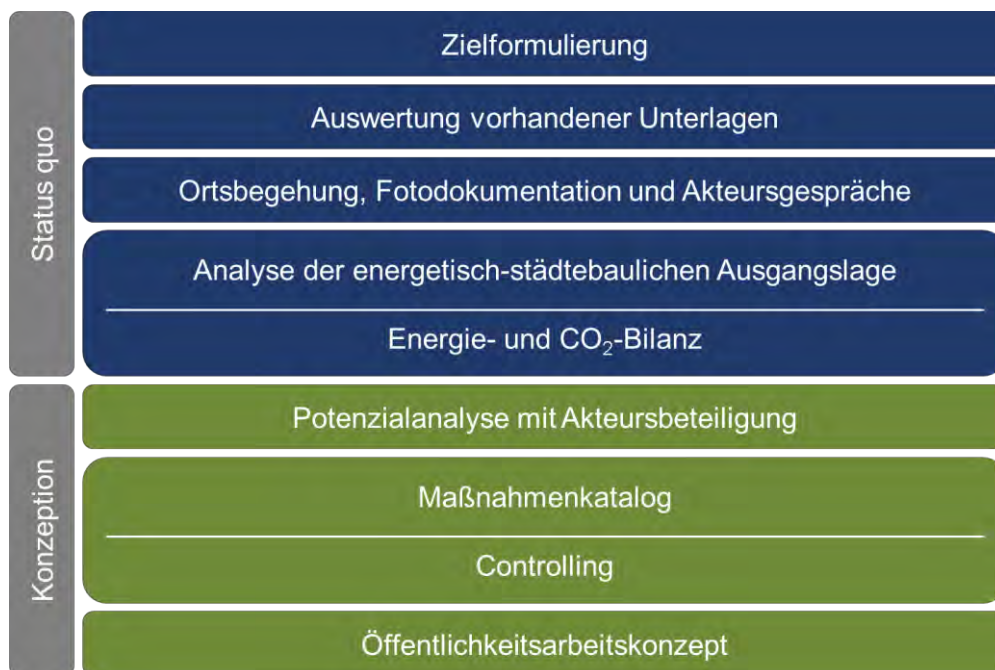 Status quo
Zielformulierung
Auswertung vorhandener Unterlagen
Ortsbegehung, Fotodokumentation und Akteursgespräche
Analyse der energetisch-städtebaulichen Ausgangslage
Energie- und CO₂-Bilanz
Konzeption
Potenzialanalyse mit Akteursbeteiligung
Maßnahmenkatalog
Controlling
Öffentlichkeitsarbeitskonzept